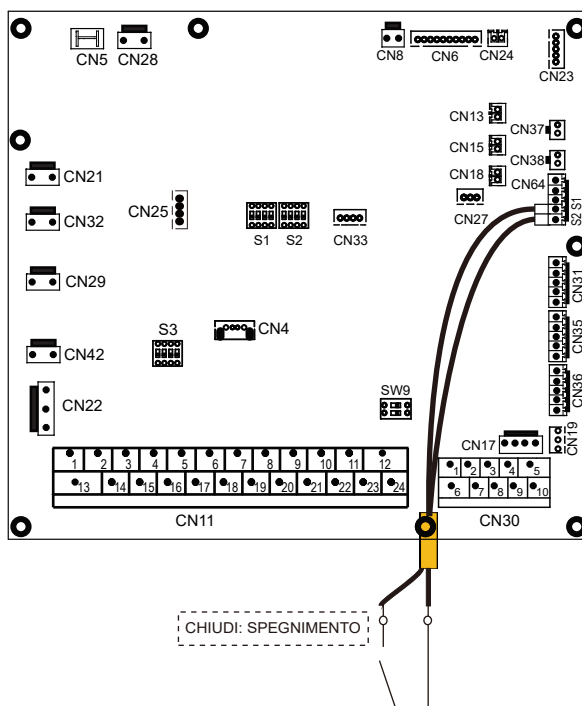 CN5
CN28
CN8
CN6
CN24
CN23
CN13
CN37
CN15
CN38
CN18
CN64
CN21
CN25
CN32
CN27
S2 S1
S1
S2
CN33
CN29
CN31
CN4
S3
CN35
CN42
CN22
CN36
SW9
CN17
CN19
1 2 3 4 5 6 7 8 9 10 11 12
13 14 15 16 17 18 19 20 21 22 23 24
CN11
1 2 3 4 5
6 7 8 9 10
CN30
CHIUDI: SPEGNIMENTO